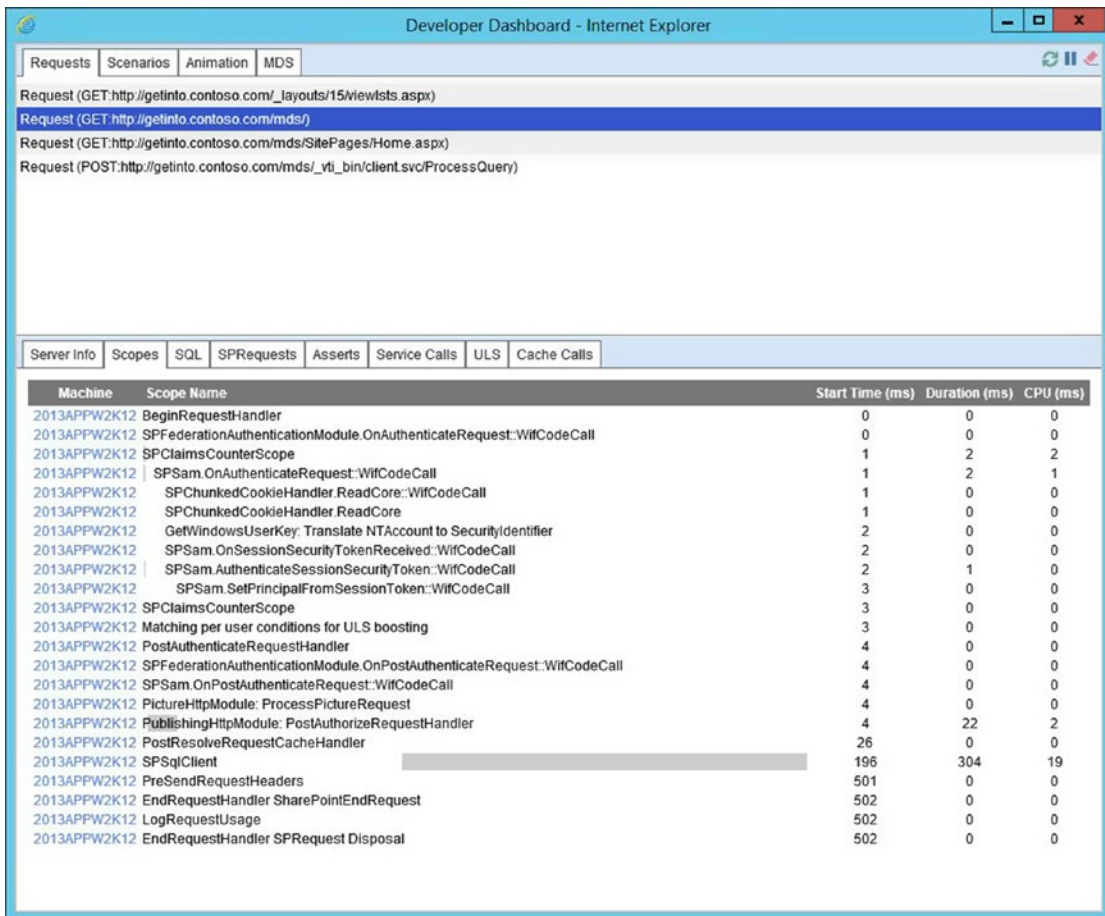 Developer Dashboard - Internet Explorer
Requests Scenarios Animation MDS
Request (GET:http://getinto.contoso.com/_layouts/15/viewlsts.aspx)
Request (GET:http://getinto.contoso.com/mds/)
Request (GET:http://getinto.contoso.com/mds/SitePages/Home.aspx)
Request (POST:http://getinto.contoso.com/mds/_vti_bin/client.svc/ProcessQuery)
Server Info Scopes SQL SPRequests Asserts Service Calls ULS Cache Calls
Machine Scope Name Start Time (ms) Duration (ms) CPU (ms)
2013APPW2K12 BeginRequestHandler 0 0 0
2013APPW2K12 SPFederationAuthenticationModule.OnAuthenticateRequest::WifCodeCall 0 0 0
2013APPW2K12 SPClaimsCounterScope 1 2 2
2013APPW2K12 SPSam.OnAuthenticateRequest::WifCodeCall 1 2 1
2013APPW2K12 SPChunkedCookieHandler.ReadCore::WifCodeCall 1 0 0
2013APPW2K12 SPChunkedCookieHandler.ReadCore 1 0 0
2013APPW2K12 GetWindowsUserKey: Translate NTAccount to SecurityIdentifier 2 0 0
2013APPW2K12 SPSam.OnSessionSecurityTokenReceived::WifCodeCall 2 0 0
2013APPW2K12 SPSam.AuthenticateSessionSecurityToken::WifCodeCall 2 1 0
2013APPW2K12 SPSam.SetPrincipalFromSessionToken::WifCodeCall 3 0 0
2013APPW2K12 SPClaimsCounterScope 3 0 0
2013APPW2K12 Matching per user conditions for ULS boosting 3 0 0
2013APPW2K12 PostAuthenticateRequestHandler 4 0 0
2013APPW2K12 SPFederationAuthenticationModule.OnPostAuthenticateRequest::WifCodeCall 4 0 0
2013APPW2K12 SPSam.OnPostAuthenticateRequest::WifCodeCall 4 0 0
2013APPW2K12 PictureHttpModule: ProcessPictureRequest 4 0 0
2013APPW2K12 PublishingHttpModule: PostAuthorizeRequestHandler 4 22 2
2013APPW2K12 PostResolveRequestCacheHandler 26 0 0
2013APPW2K12 SPSqlClient 196 304 19
2013APPW2K12 PreSendRequestHeaders 501 0 0
2013APPW2K12 EndRequestHandler SharePointEndRequest 502 0 0
2013APPW2K12 LogRequestUsage 502 0 0
2013APPW2K12 EndRequestHandler SPRequest Disposal 502 0 0